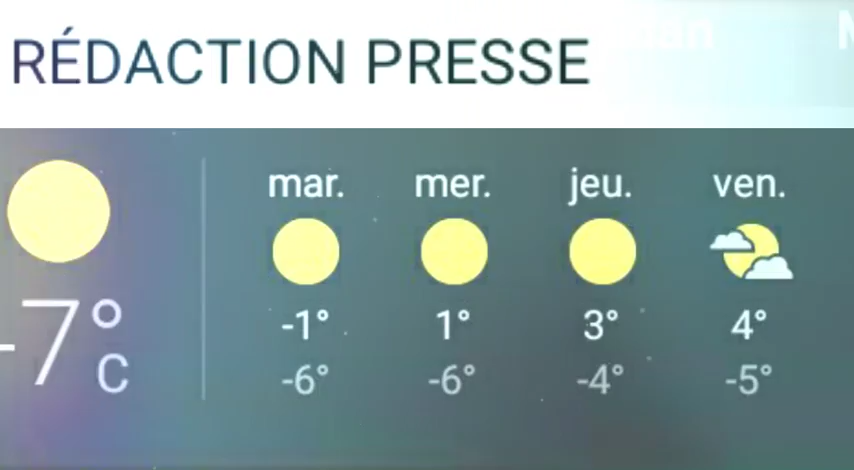 RÉDACTION PRESSE
mar. mer. jeu. ven.
-7° C
-1° 1° 3° 4°
-6° -6° -4° -5°